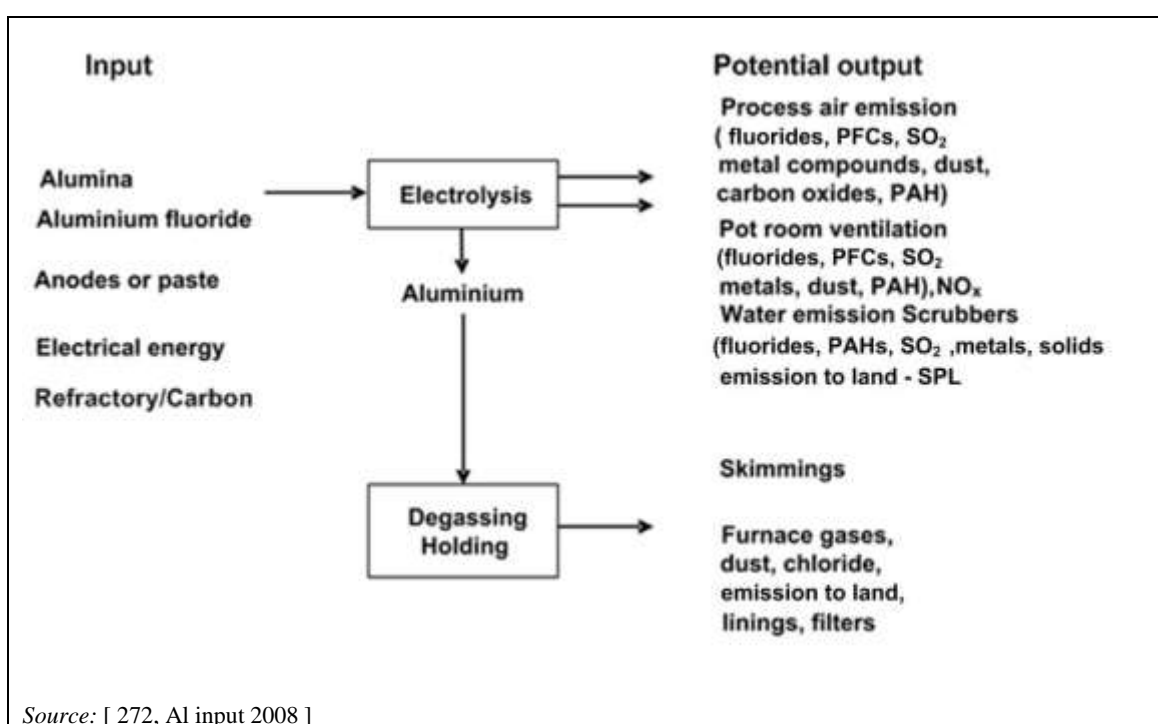 Input
Potential output
Process air emission
( fluorides, PFCs, SO₂
metal compounds, dust,
carbon oxides, PAH)
Alumina
Electrolysis
Aluminium fluoride
Pot room ventilation
(fluorides, PFCs, SO₂
metals, dust, PAH),NOₓ
Anodes or paste
Aluminium
Water emission Scrubbers
(fluorides, PAHs, SO₂ ,metals, solids
emission to land - SPL
Electrical energy
Refractory/Carbon
Skimmings
Degassing
Holding
Furnace gases,
dust, chloride,
emission to land,
linings, filters
Source: [ 272, Al input 2008 ]